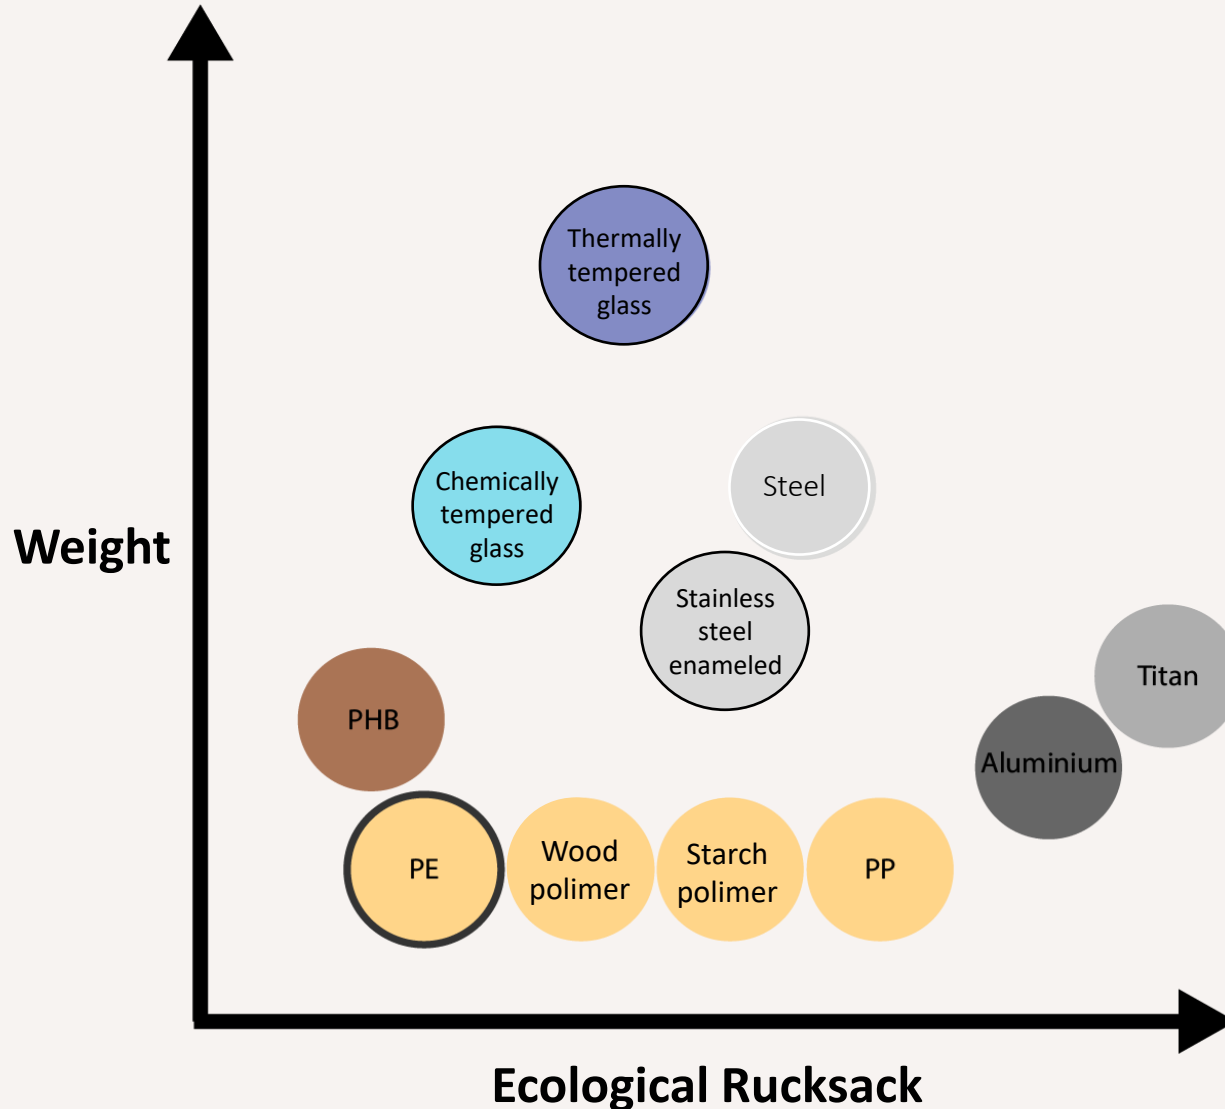 Thermally
tempered
glass
Chemically
tempered
glass
Steel
Weight
Stainless
steel
enameled
Titan
PHB
Aluminium
PE
Wood
polimer
Starch
polimer
PP
Ecological Rucksack